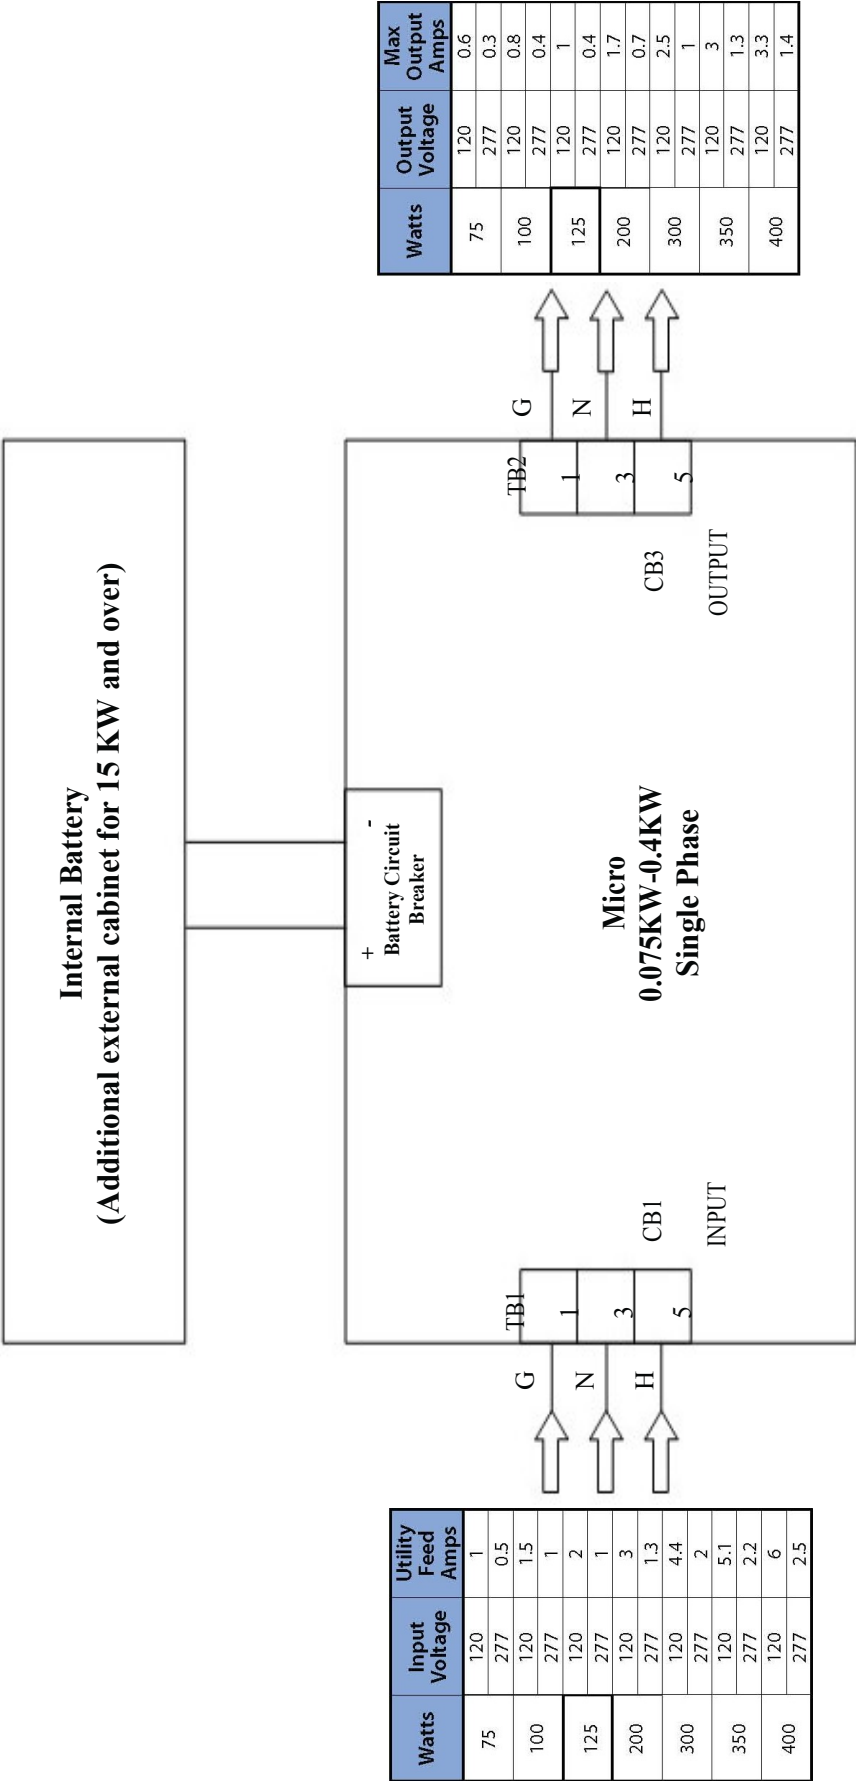 Internal Battery
(Additional external cabinet for 15 KW and over)
+ -
Battery Circuit
Breaker
Micro
0.075KW-0.4KW
Single Phase
TB1
G 1
N 3
H 5
CB1
INPUT
TB2
1 G
3 N
5 H
CB3
OUTPUT
Watts Input Voltage Utility Feed Amps
75 120 1
277 0.5
100 120 1.5
277 1
125 120 2
277 1
200 120 3
277 1.3
300 120 4.4
277 2
350 120 5.1
277 2.2
400 120 6
277 2.5
Watts Output Voltage Max Output Amps
75 120 0.6
277 0.3
100 120 0.8
277 0.4
125 120 1
277 0.4
200 120 1.7
277 0.7
300 120 2.5
277 1
350 120 3
277 1.3
400 120 3.3
277 1.4